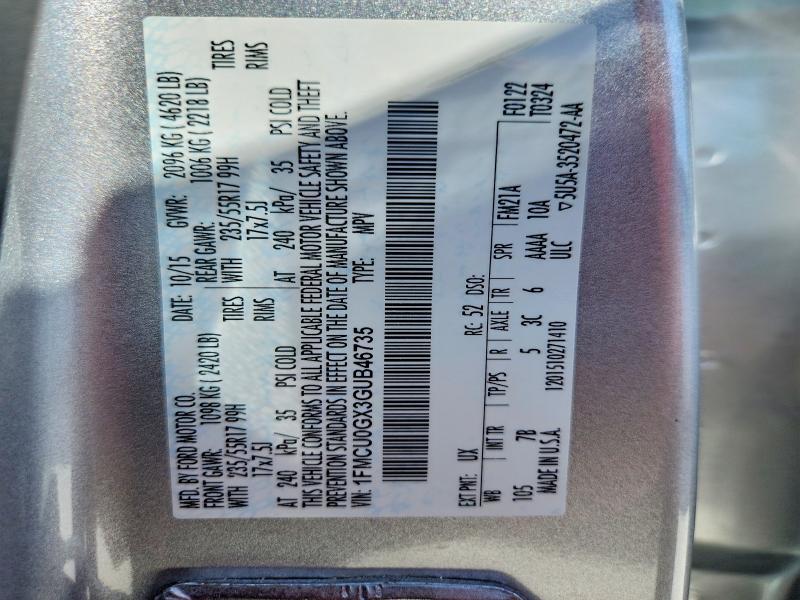 MFD. BY FORD MOTOR CO. DATE: 10/15 GVWR: 2096 KG ( 4620 LB)
FRONT GAWR: 1098 KG ( 2420 LB) REAR GAWR: 1006 KG ( 2218 LB)
WITH 235/55R17 99H TIRES WITH 235/55R17 99H TIRES
17x7.5J RIMS 17x7.5J RIMS
AT 240 kPa/ 35 PSI COLD AT 240 kPa/ 35 PSI COLD
THIS VEHICLE CONFORMS TO ALL APPLICABLE FEDERAL MOTOR VEHICLE SAFETY AND THEFT
PREVENTION STANDARDS IN EFFECT ON THE DATE OF MANUFACTURE SHOWN ABOVE.
VIN: 1FMCU0GX3GUB46735 TYPE: MPV
EXT PNT: UX RC: 52 DSO: F0122
WB INT TR TP/PS R AXLE TR SPR FM21A T0324
105 7B 5 3C 6 AAAA 10A
MADE IN U.S.A. 1201510271410 ULC ▽5U5A-3520472-AA